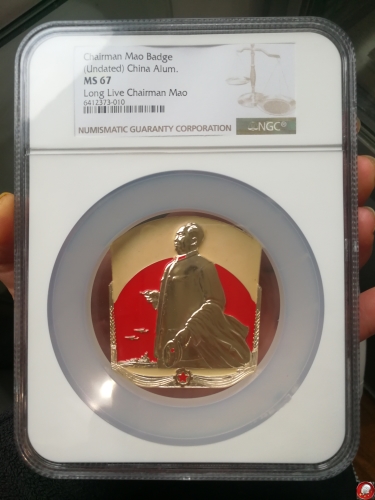 Chairman Mao Badge
(Undated) China Alum.
MS 67
Long Live Chairman Mao
6412373-010
NUMISMATIC GUARANTY CORPORATION
NGC®